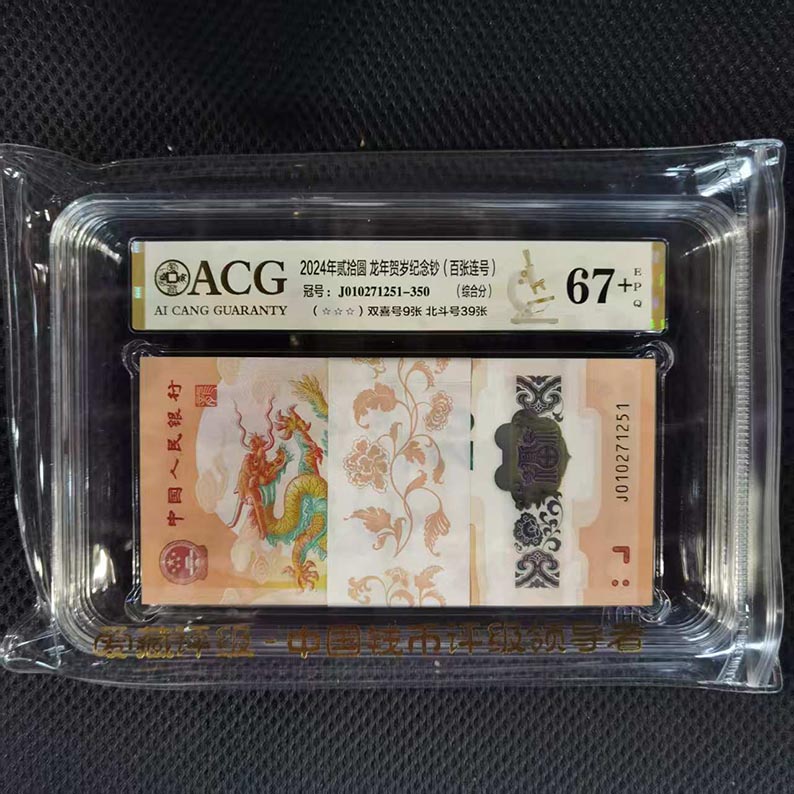 ACG
AI CANG GUARANTY
2024年贰拾圆 龙年贺岁纪念钞（百张连号）
冠号：J010271251-350 （综合分）
（☆☆☆）双喜号9张 北斗号39张
67+
EPQ
中国人民银行
福
J010271251
爱藏评级·中国钱币评级领导者